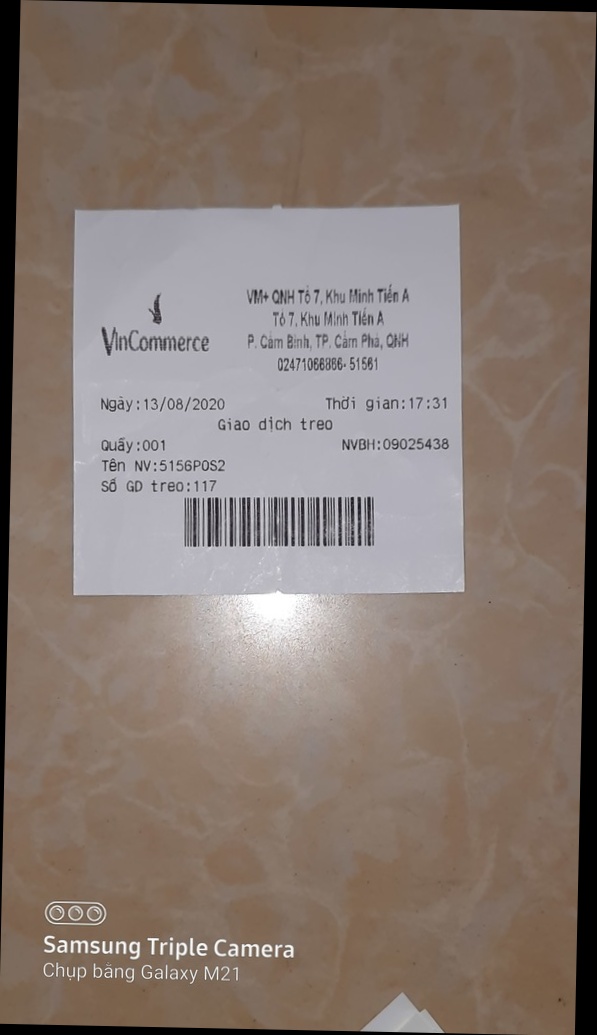 VinCommerce
VM+ QNH Tổ 7, Khu Minh Tiến A
Tổ 7, Khu Minh Tiến A
P. Cẩm Bình, TP. Cẩm Phả, QNH
02471066866- 51561
Ngày:13/08/2020 Thời gian:17:31
Giao dịch treo
Quầy:001 NVBH:09025438
Tên NV:5156POS2
Số GD treo:117
Samsung Triple Camera
Chụp bằng Galaxy M21